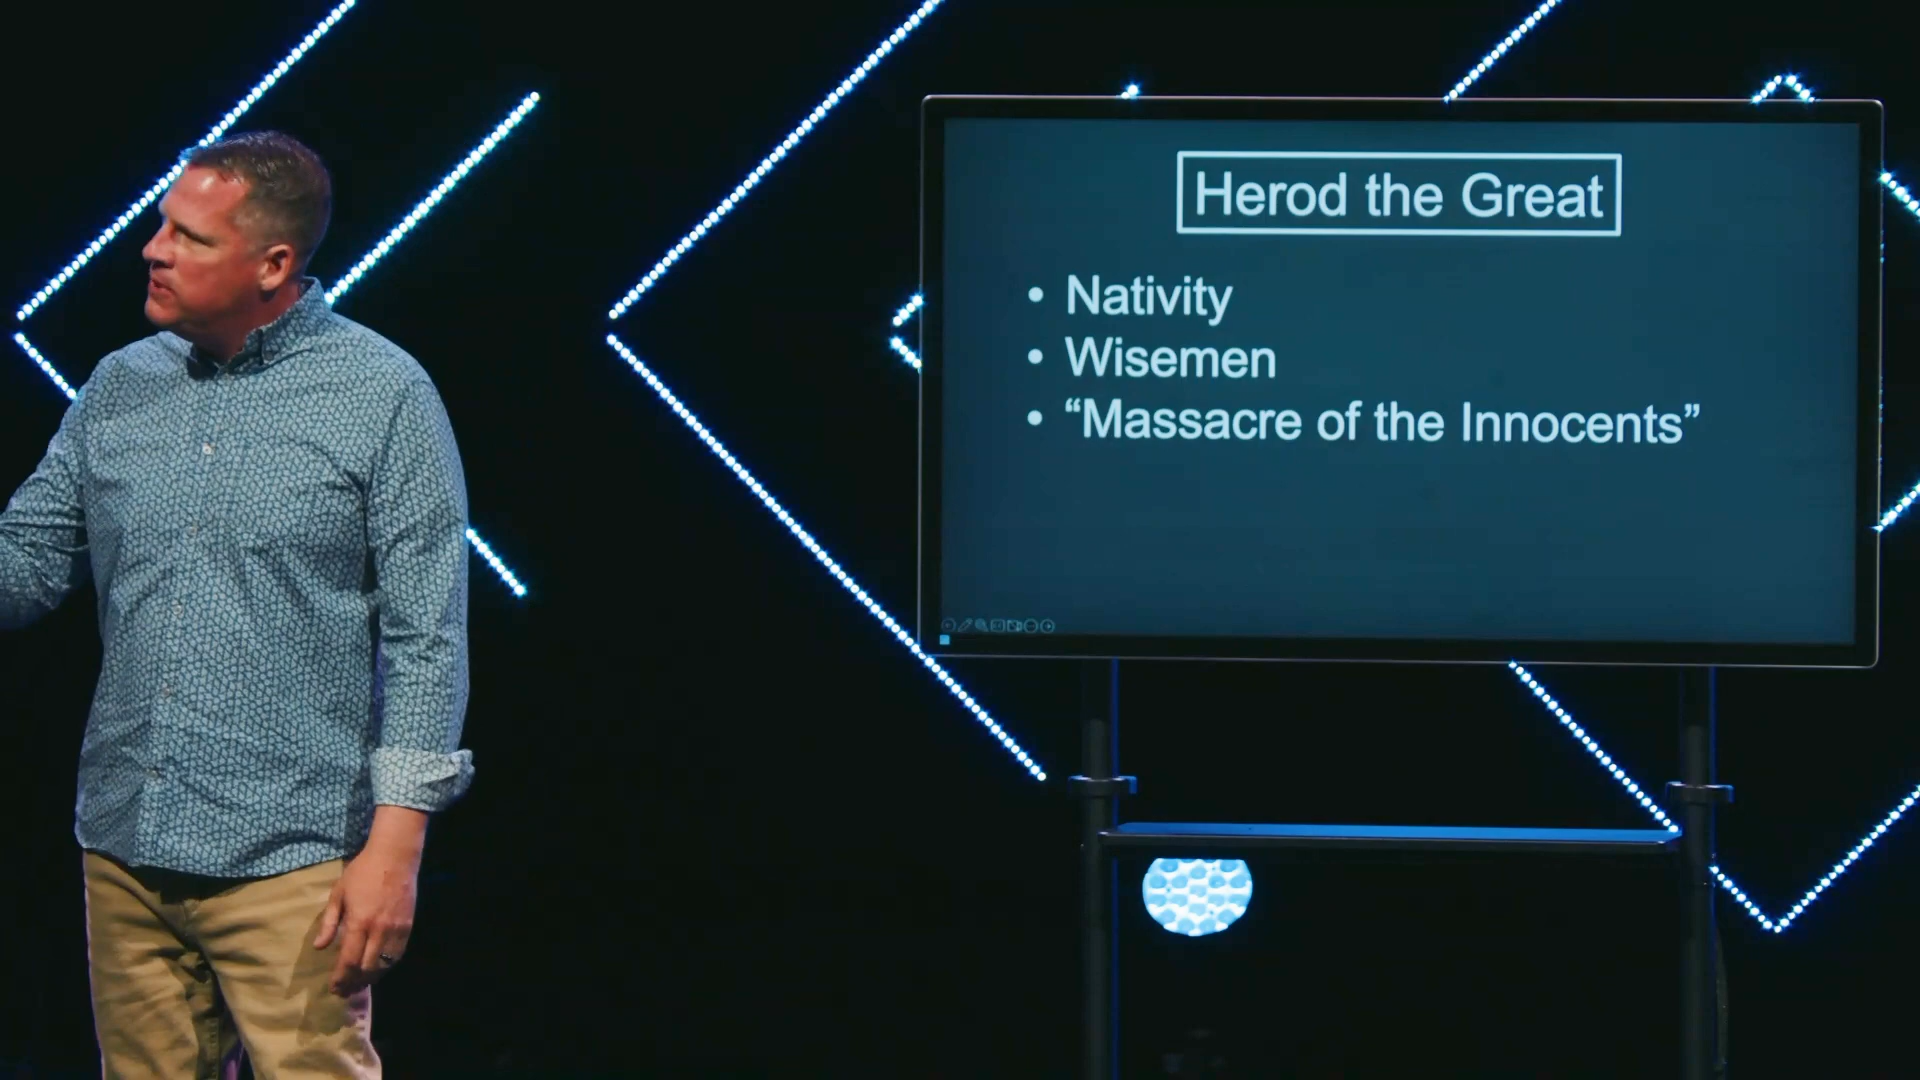 Herod the Great
• Nativity
• Wisemen
• “Massacre of the Innocents”